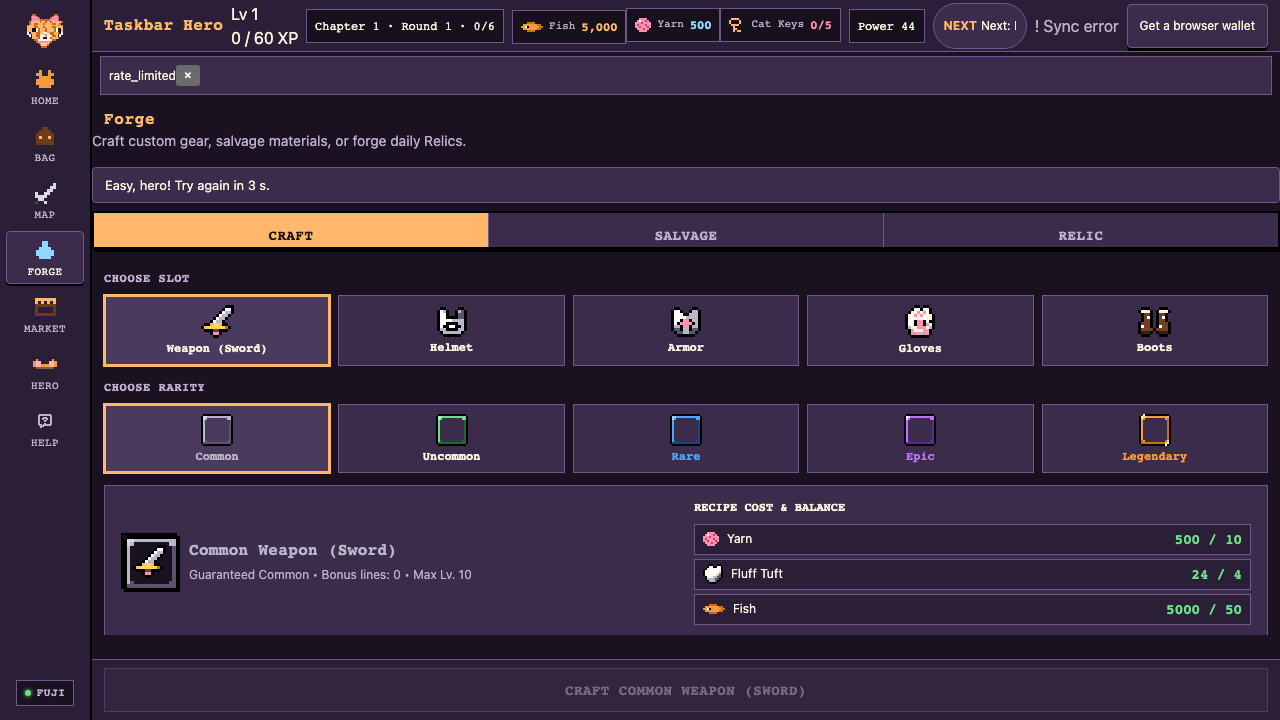 Taskbar Hero
Lv 1
0 / 60 XP
Chapter 1 • Round 1 • 0/6
Fish 5,000
Yarn 500
Cat Keys 0/5
Power 44
NEXT Next:
! Sync error
Get a browser wallet
HOME
BAG
MAP
FORGE
MARKET
HERO
HELP
FUJI
rate_limited ×
Forge
Craft custom gear, salvage materials, or forge daily Relics.
Easy, hero! Try again in 3 s.
CRAFT
SALVAGE
RELIC
CHOOSE SLOT
Weapon (Sword)
Helmet
Armor
Gloves
Boots
CHOOSE RARITY
Common
Uncommon
Rare
Epic
Legendary
Common Weapon (Sword)
Guaranteed Common • Bonus lines: 0 • Max Lv. 10
RECIPE COST & BALANCE
Yarn 500 / 10
Fluff Tuft 24 / 4
Fish 5000 / 50
CRAFT COMMON WEAPON (SWORD)